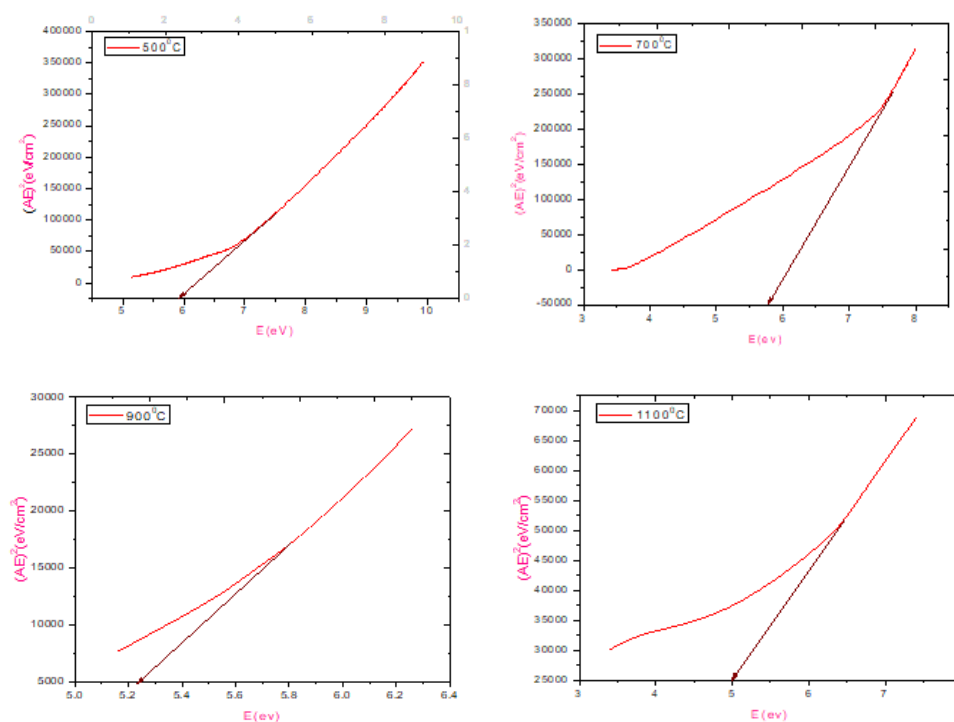 0 2 4 6 8 10
500⁰C
400000
350000
300000
250000
200000
150000
100000
50000
0
(AE)²(eV/cm²)
1
8
6
4
2
0
5 6 7 8 9 10
E(eV)
700⁰C
350000
300000
250000
200000
150000
100000
50000
0
-50000
(AE)²(eV/cm²)
3 4 5 6 7 8
E(ev)
900⁰C
30000
25000
20000
15000
10000
5000
(AE)²(eV/cm²)
5.0 5.2 5.4 5.6 5.8 6.0 6.2 6.4
E(ev)
1100⁰C
70000
65000
60000
55000
50000
45000
40000
35000
30000
25000
(AE)²(eV/cm²)
3 4 5 6 7
E(ev)